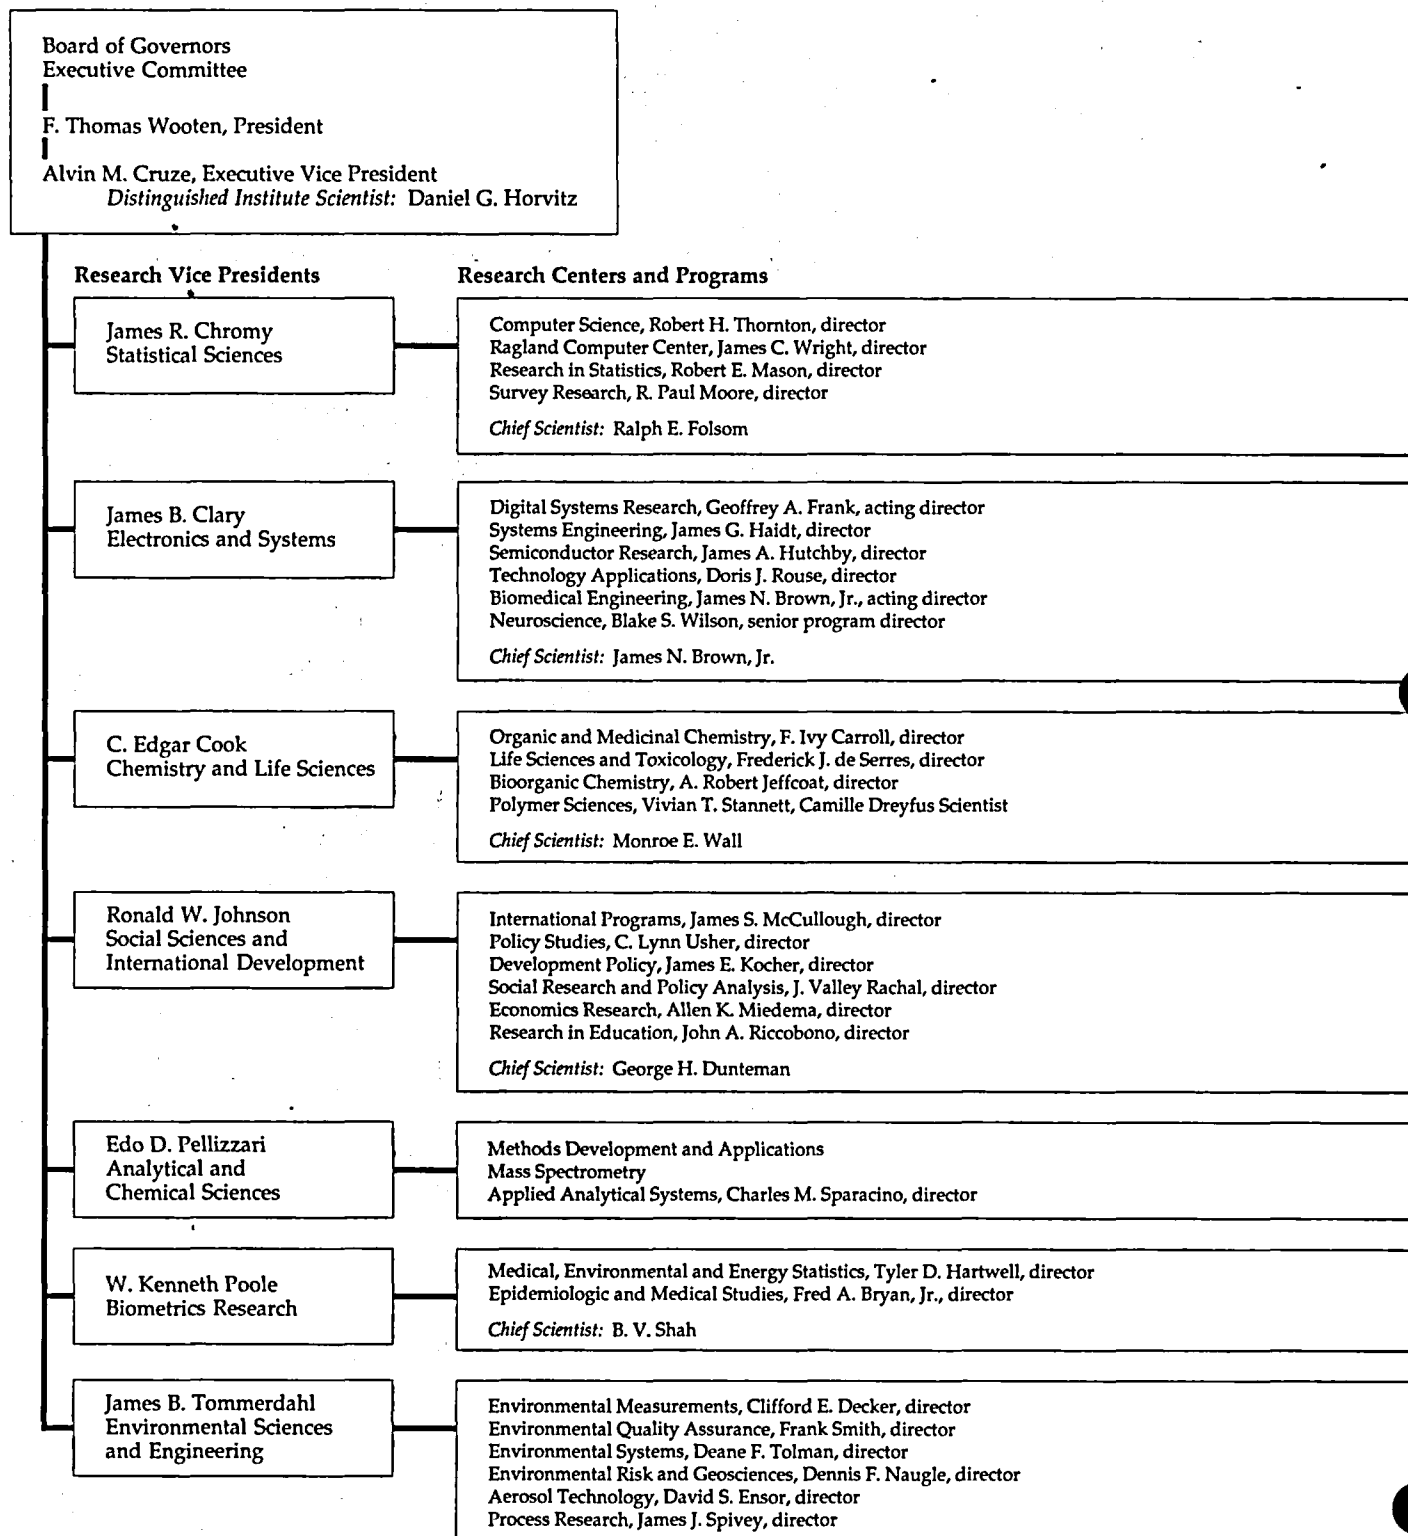 Board of Governors
Executive Committee
F. Thomas Wooten, President
Alvin M. Cruze, Executive Vice President
Distinguished Institute Scientist: Daniel G. Horvitz
Research Vice Presidents
Research Centers and Programs
James R. Chromy
Statistical Sciences
Computer Science, Robert H. Thornton, director
Ragland Computer Center, James C. Wright, director
Research in Statistics, Robert E. Mason, director
Survey Research, R. Paul Moore, director
Chief Scientist: Ralph E. Folsom
James B. Clary
Electronics and Systems
Digital Systems Research, Geoffrey A. Frank, acting director
Systems Engineering, James G. Haidt, director
Semiconductor Research, James A. Hutchby, director
Technology Applications, Doris J. Rouse, director
Biomedical Engineering, James N. Brown, Jr., acting director
Neuroscience, Blake S. Wilson, senior program director
Chief Scientist: James N. Brown, Jr.
C. Edgar Cook
Chemistry and Life Sciences
Organic and Medicinal Chemistry, F. Ivy Carroll, director
Life Sciences and Toxicology, Frederick J. de Serres, director
Bioorganic Chemistry, A. Robert Jeffcoat, director
Polymer Sciences, Vivian T. Stannett, Camille Dreyfus Scientist
Chief Scientist: Monroe E. Wall
Ronald W. Johnson
Social Sciences and
International Development
International Programs, James S. McCullough, director
Policy Studies, C. Lynn Usher, director
Development Policy, James E. Kocher, director
Social Research and Policy Analysis, J. Valley Rachal, director
Economics Research, Allen K. Miedema, director
Research in Education, John A. Riccobono, director
Chief Scientist: George H. Dunteman
Edo D. Pellizzari
Analytical and
Chemical Sciences
Methods Development and Applications
Mass Spectrometry
Applied Analytical Systems, Charles M. Sparacino, director
W. Kenneth Poole
Biometrics Research
Medical, Environmental and Energy Statistics, Tyler D. Hartwell, director
Epidemiologic and Medical Studies, Fred A. Bryan, Jr., director
Chief Scientist: B. V. Shah
James B. Tommerdahl
Environmental Sciences
and Engineering
Environmental Measurements, Clifford E. Decker, director
Environmental Quality Assurance, Frank Smith, director
Environmental Systems, Deane F. Tolman, director
Environmental Risk and Geosciences, Dennis F. Naugle, director
Aerosol Technology, David S. Ensor, director
Process Research, James J. Spivey, director